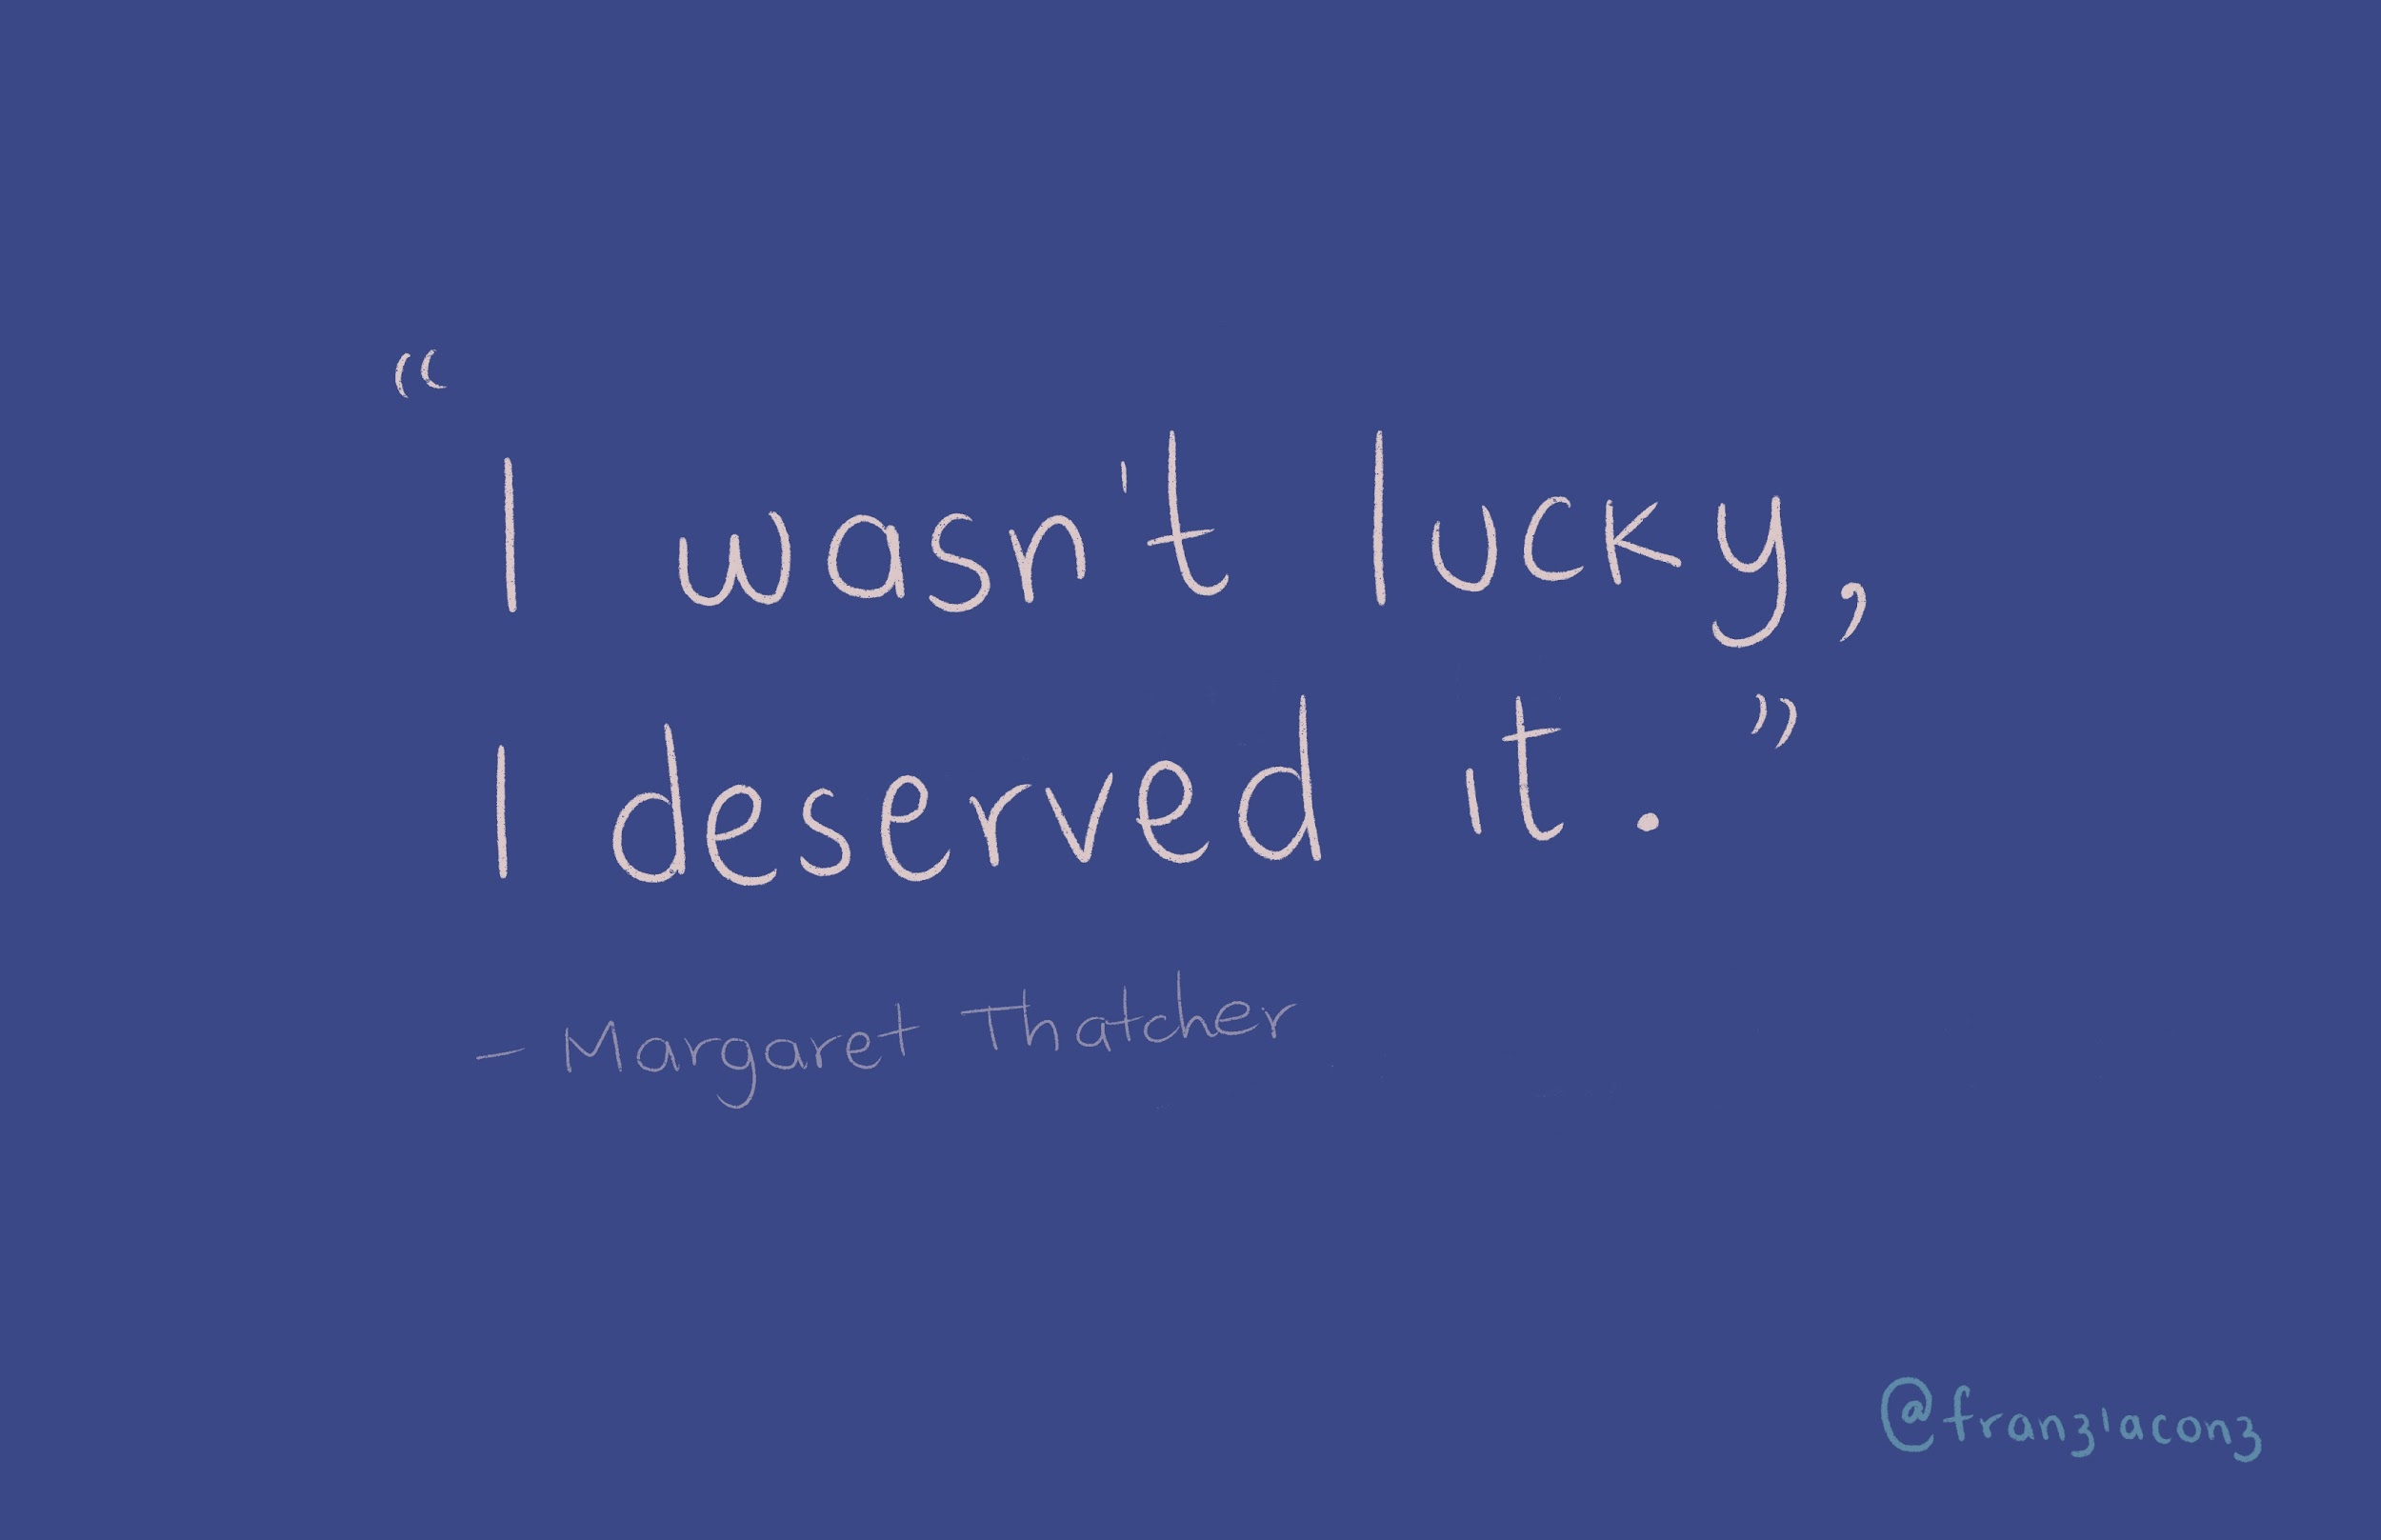 “I wasn't lucky,
I deserved it.”
– Margaret Thatcher
@franziaconz